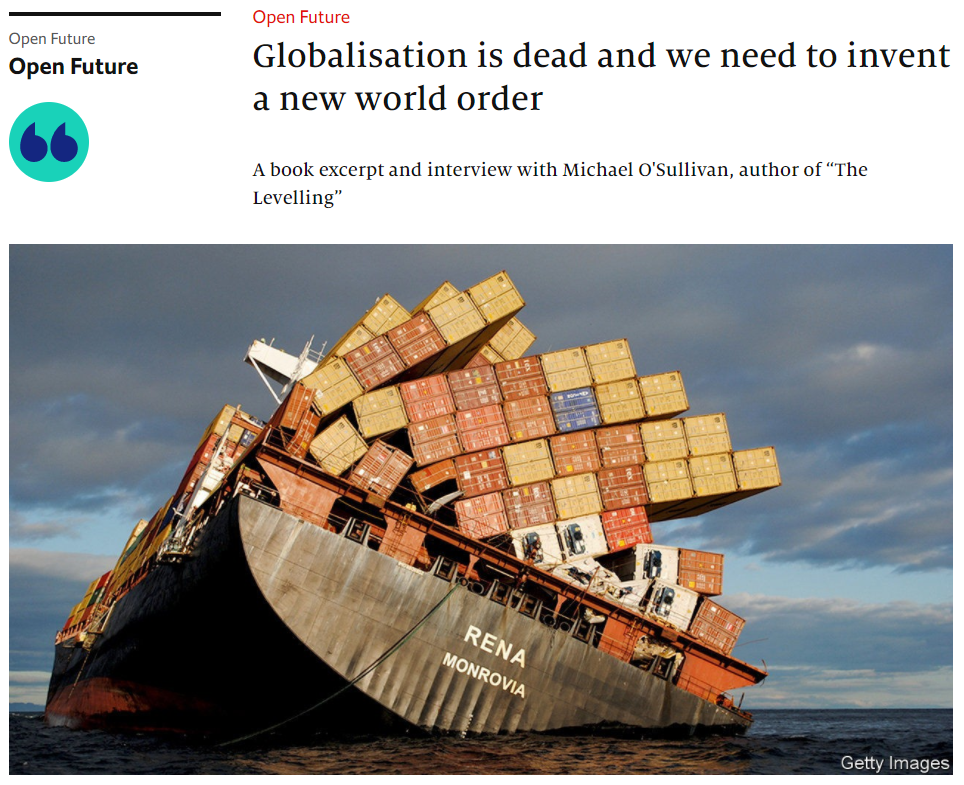 Open Future
Open Future
Open Future
Globalisation is dead and we need to invent
a new world order
A book excerpt and interview with Michael O'Sullivan, author of “The
Levelling”
RENA
MONROVIA
Getty Images